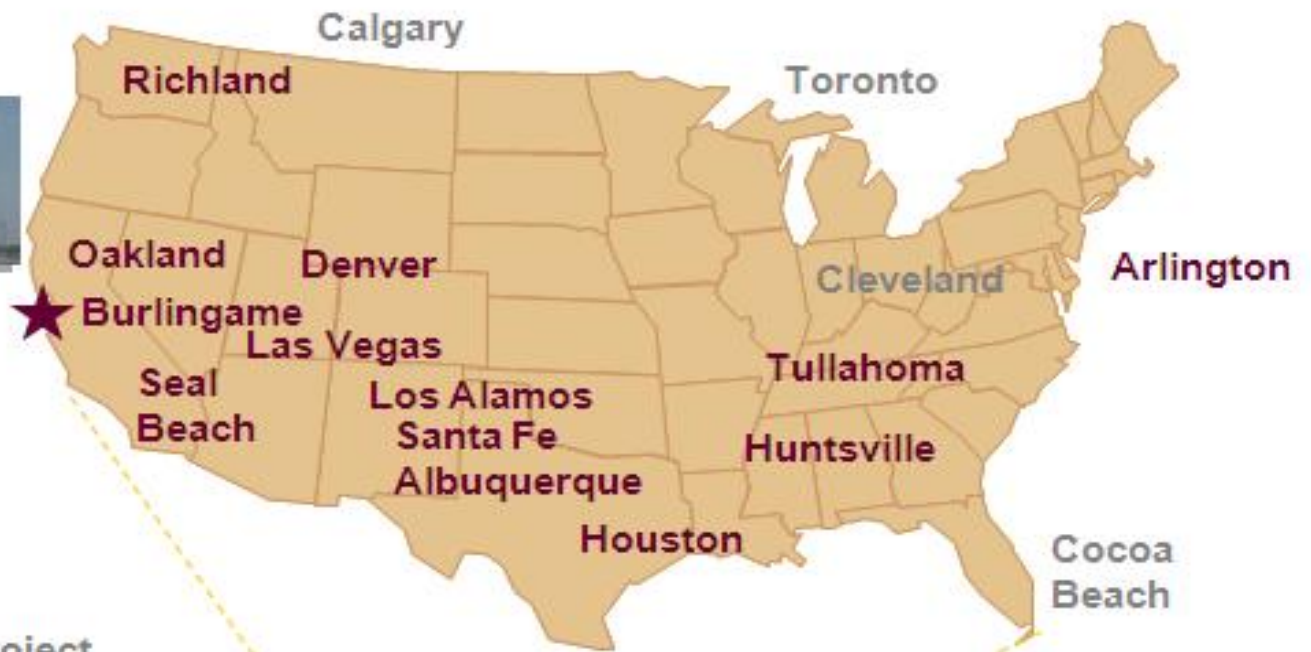 Calgary
Richland
Toronto
Oakland
Denver
Cleveland
Arlington
Burlingame
Las Vegas
Tullahoma
Seal
Beach
Los Alamos
Santa Fe
Huntsville
Albuquerque
Houston
Cocoa
Beach